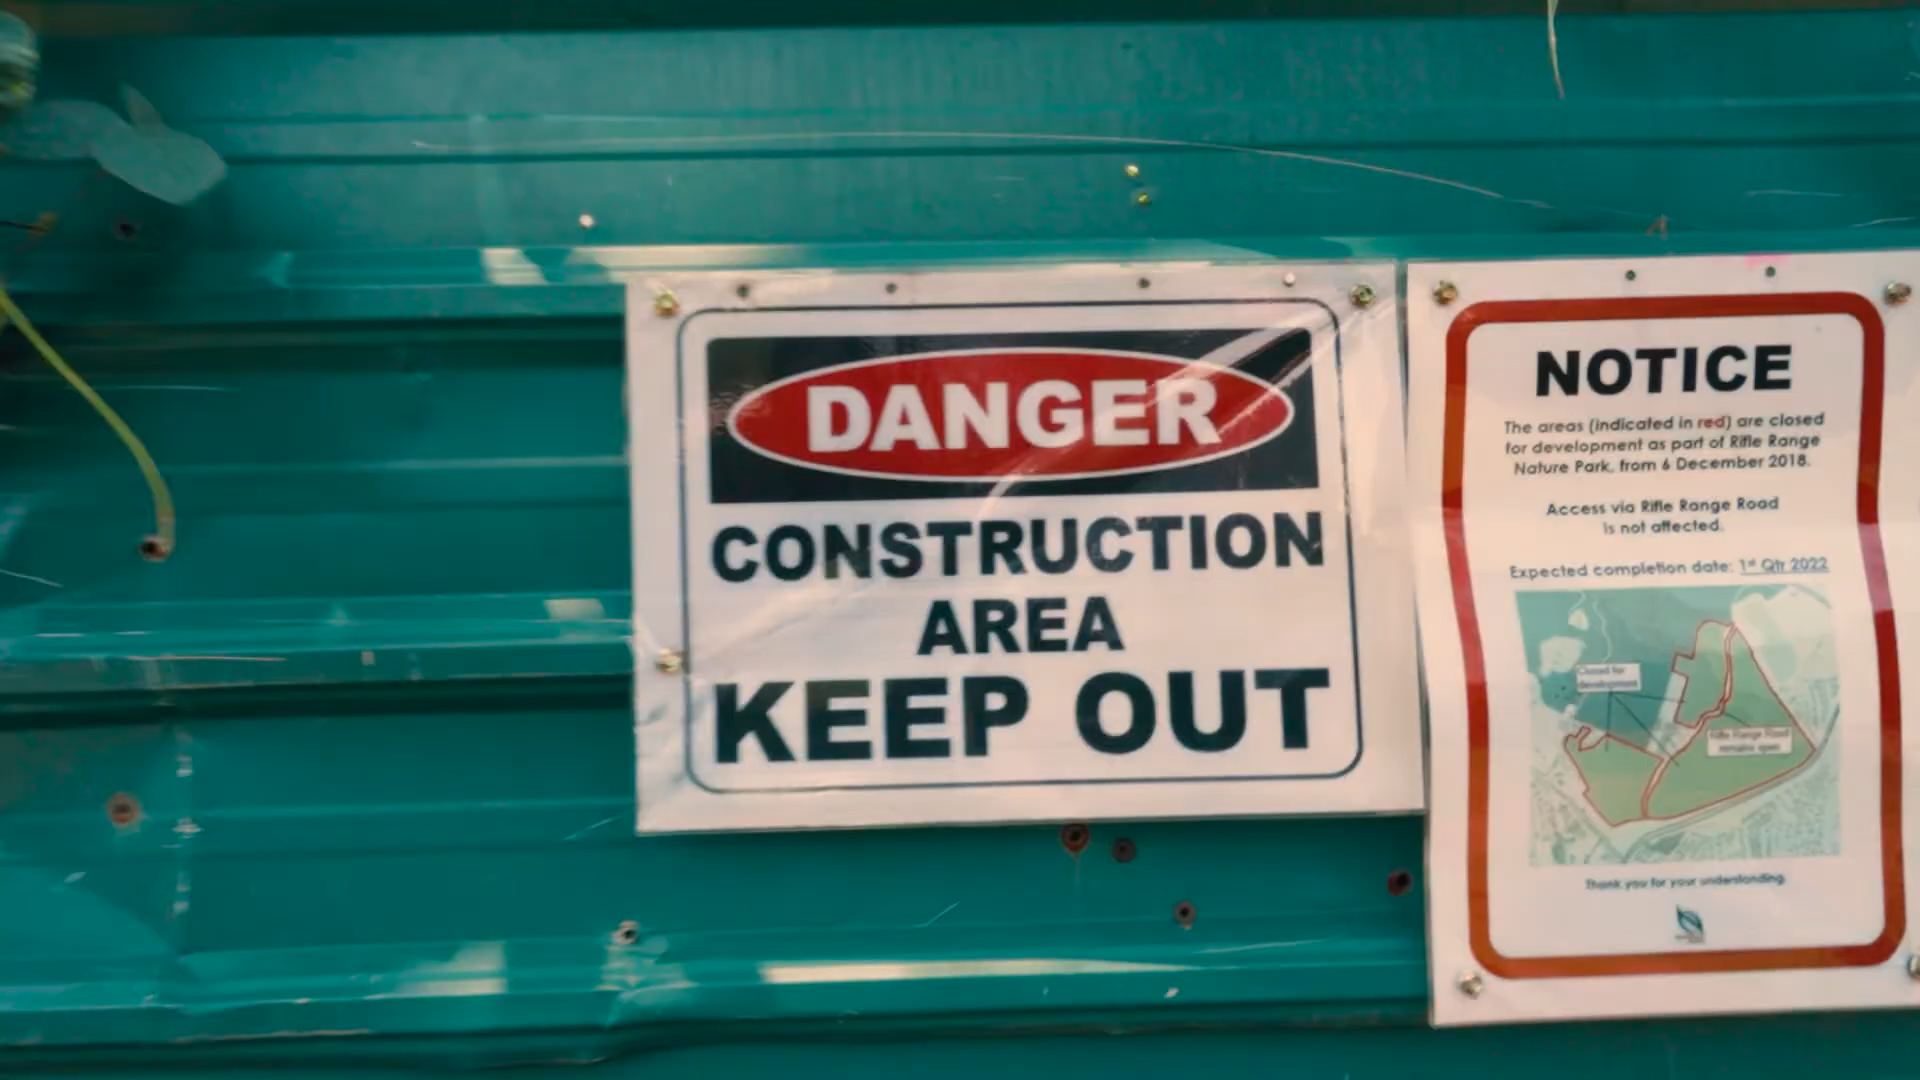 DANGER
CONSTRUCTION
AREA
KEEP OUT
NOTICE
The areas (indicated in red) are closed
for development as part of Rifle Range
Nature Park, from 6 December 2018.
Access via Rifle Range Road
is not affected.
Expected completion date: 1st Qtr 2022
Closed for
development
Rifle Range Road
remains open
Thank you for your understanding.